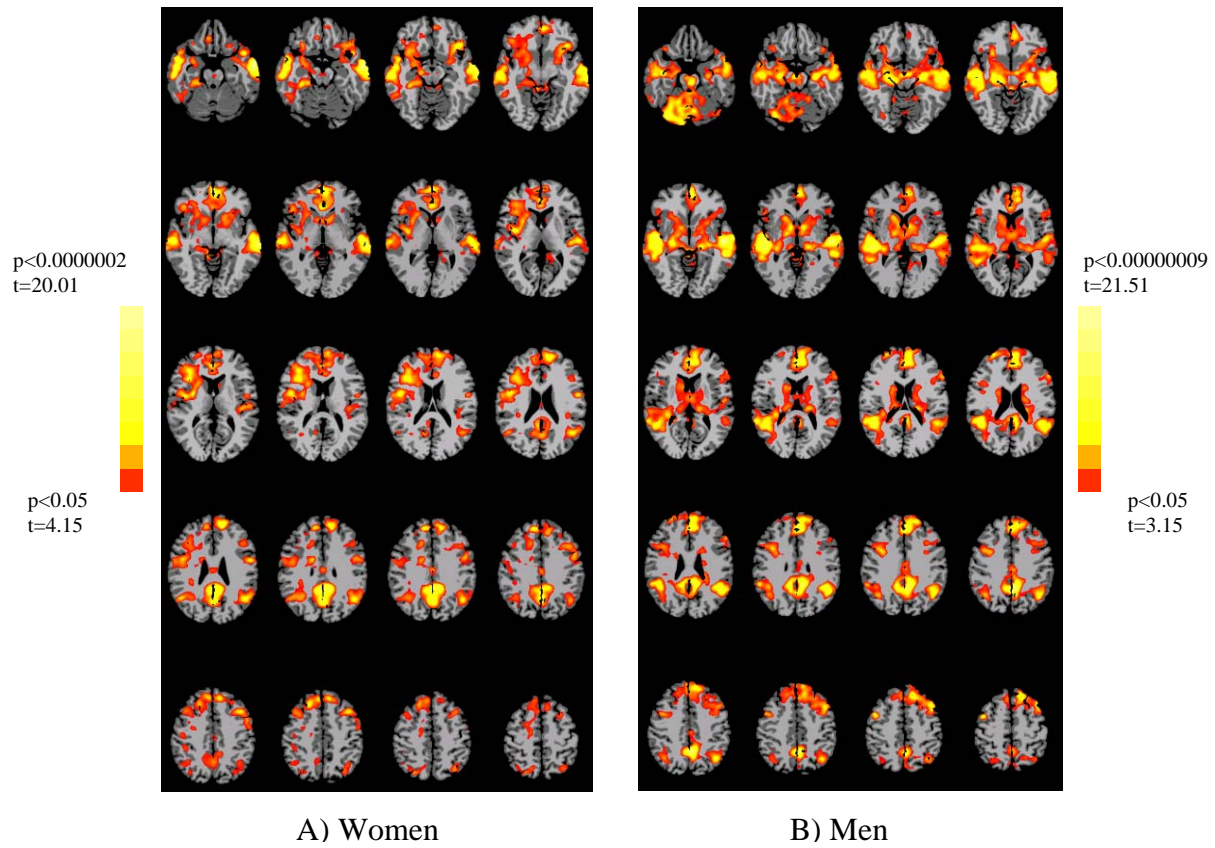 p<0.0000002
t=20.01
p<0.05
t=4.15
p<0.00000009
t=21.51
p<0.05
t=3.15
A) Women
B) Men